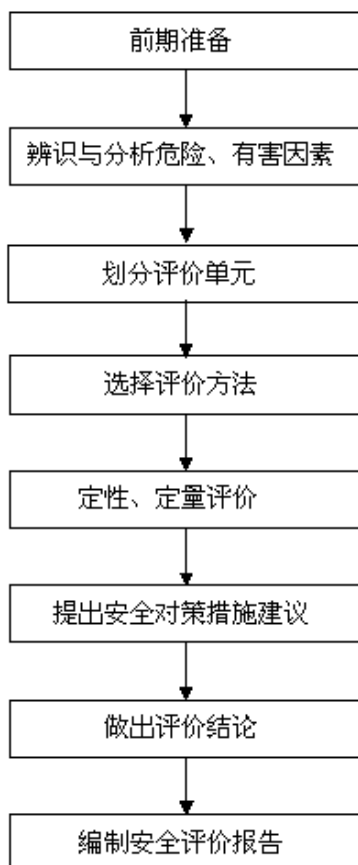 前期准备
辨识与分析危险、有害因素
划分评价单元
选择评价方法
定性、定量评价
提出安全对策措施建议
做出评价结论
编制安全评价报告